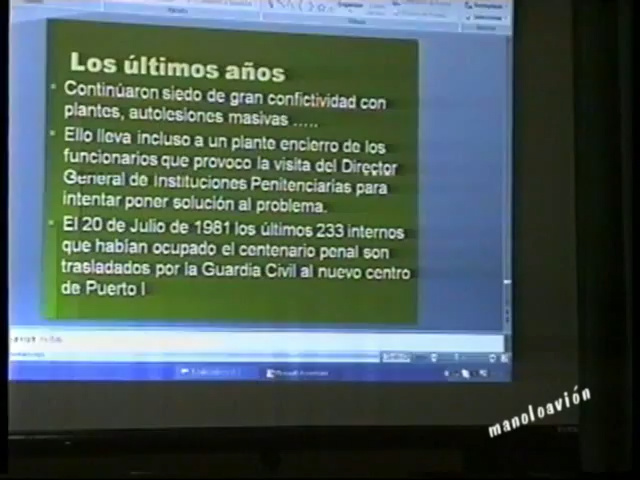 Los últimos años
Continúaron siedo de gran confictividad con
plantes, autolesiones masivas .....
Ello lleva incluso a un plante encierro de los
funcionarios que provoco la visita del Director
General de Instituciones Penitenciarias para
intentar poner solución al problema.
El 20 de Julio de 1981 los últimos 233 internos
que habían ocupado el centenario penal son
trasladados por la Guardia Civil al nuevo centro
de Puerto I
manoloavión